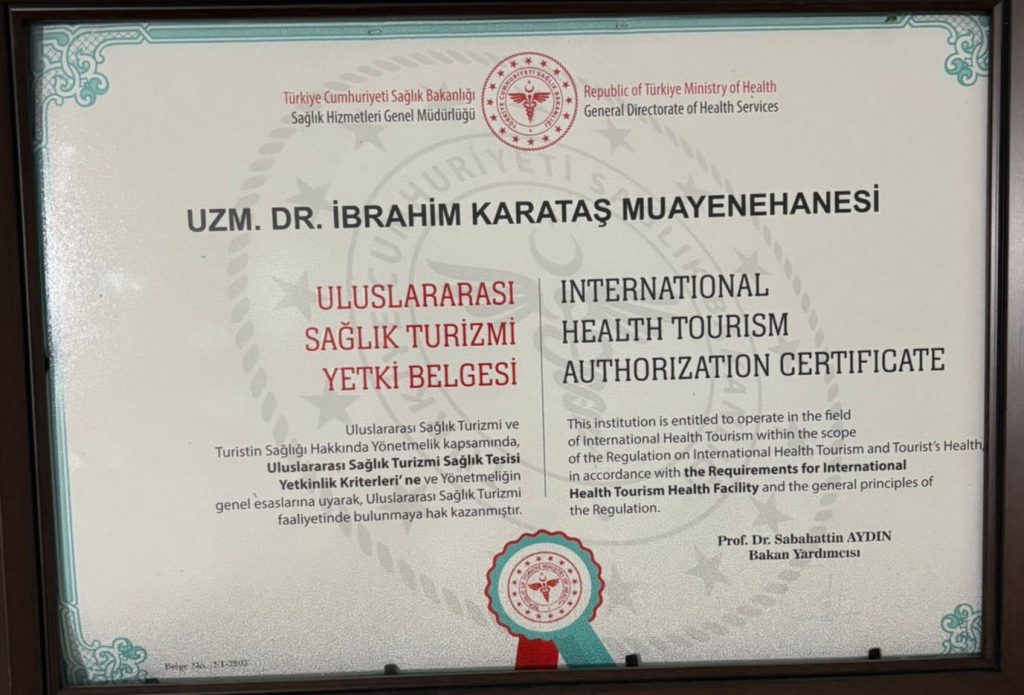 Türkiye Cumhuriyeti Sağlık Bakanlığı
Sağlık Hizmetleri Genel Müdürlüğü
Republic of Türkiye Ministry of Health
General Directorate of Health Services
UZM. DR. İBRAHİM KARATAŞ MUAYENEHANESİ
ULUSLARARASI
SAĞLIK TURİZMİ
YETKİ BELGESİ
Uluslararası Sağlık Turizmi ve
Turistin Sağlığı Hakkında Yönetmelik kapsamında,
Uluslararası Sağlık Turizmi Sağlık Tesisi
Yetkinlik Kriterleri' ne ve Yönetmeliğin
genel esaslarına uyarak, Uluslararası Sağlık Turizmi
faaliyetinde bulunmaya hak kazanmıştır.
INTERNATIONAL
HEALTH TOURISM
AUTHORIZATION CERTIFICATE
This institution is entitled to operate in the field
of International Health Tourism within the scope
of the Regulation on International Health Tourism and Tourist's Health,
in accordance with the Requirements for International
Health Tourism Health Facility and the general principles of
the Regulation.
Prof. Dr. Sabahattin AYDIN
Bakan Yardımcısı
Belge No.: ST-2803